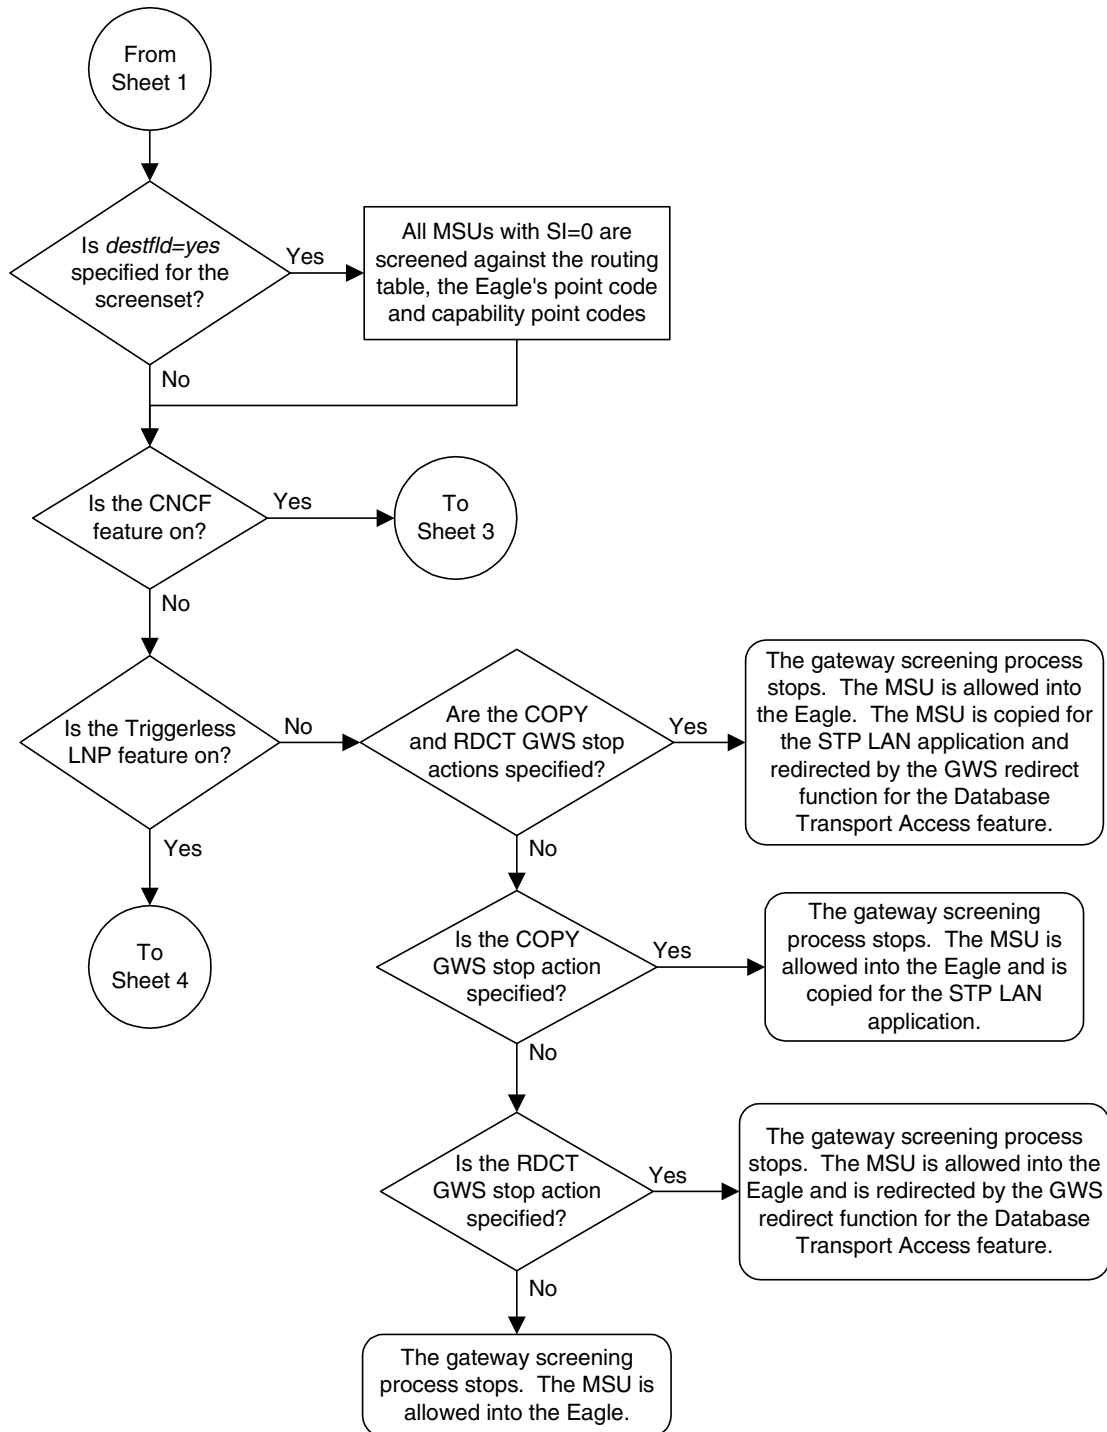 From
Sheet 1
Is destfld=yes
specified for the
screenset?
Yes
All MSUs with SI=0 are
screened against the routing
table, the Eagle's point code
and capability point codes
No
Is the CNCF
feature on?
Yes
To
Sheet 3
No
Is the Triggerless
LNP feature on?
No
Are the COPY
and RDCT GWS stop
actions specified?
Yes
The gateway screening process
stops. The MSU is allowed into
the Eagle. The MSU is copied for
the STP LAN application and
redirected by the GWS redirect
function for the Database
Transport Access feature.
Yes
No
To
Sheet 4
Is the COPY
GWS stop action
specified?
Yes
The gateway screening
process stops. The MSU is
allowed into the Eagle and is
copied for the STP LAN
application.
No
Is the RDCT
GWS stop action
specified?
Yes
The gateway screening process
stops. The MSU is allowed into the
Eagle and is redirected by the GWS
redirect function for the Database
Transport Access feature.
No
The gateway screening
process stops. The MSU is
allowed into the Eagle.